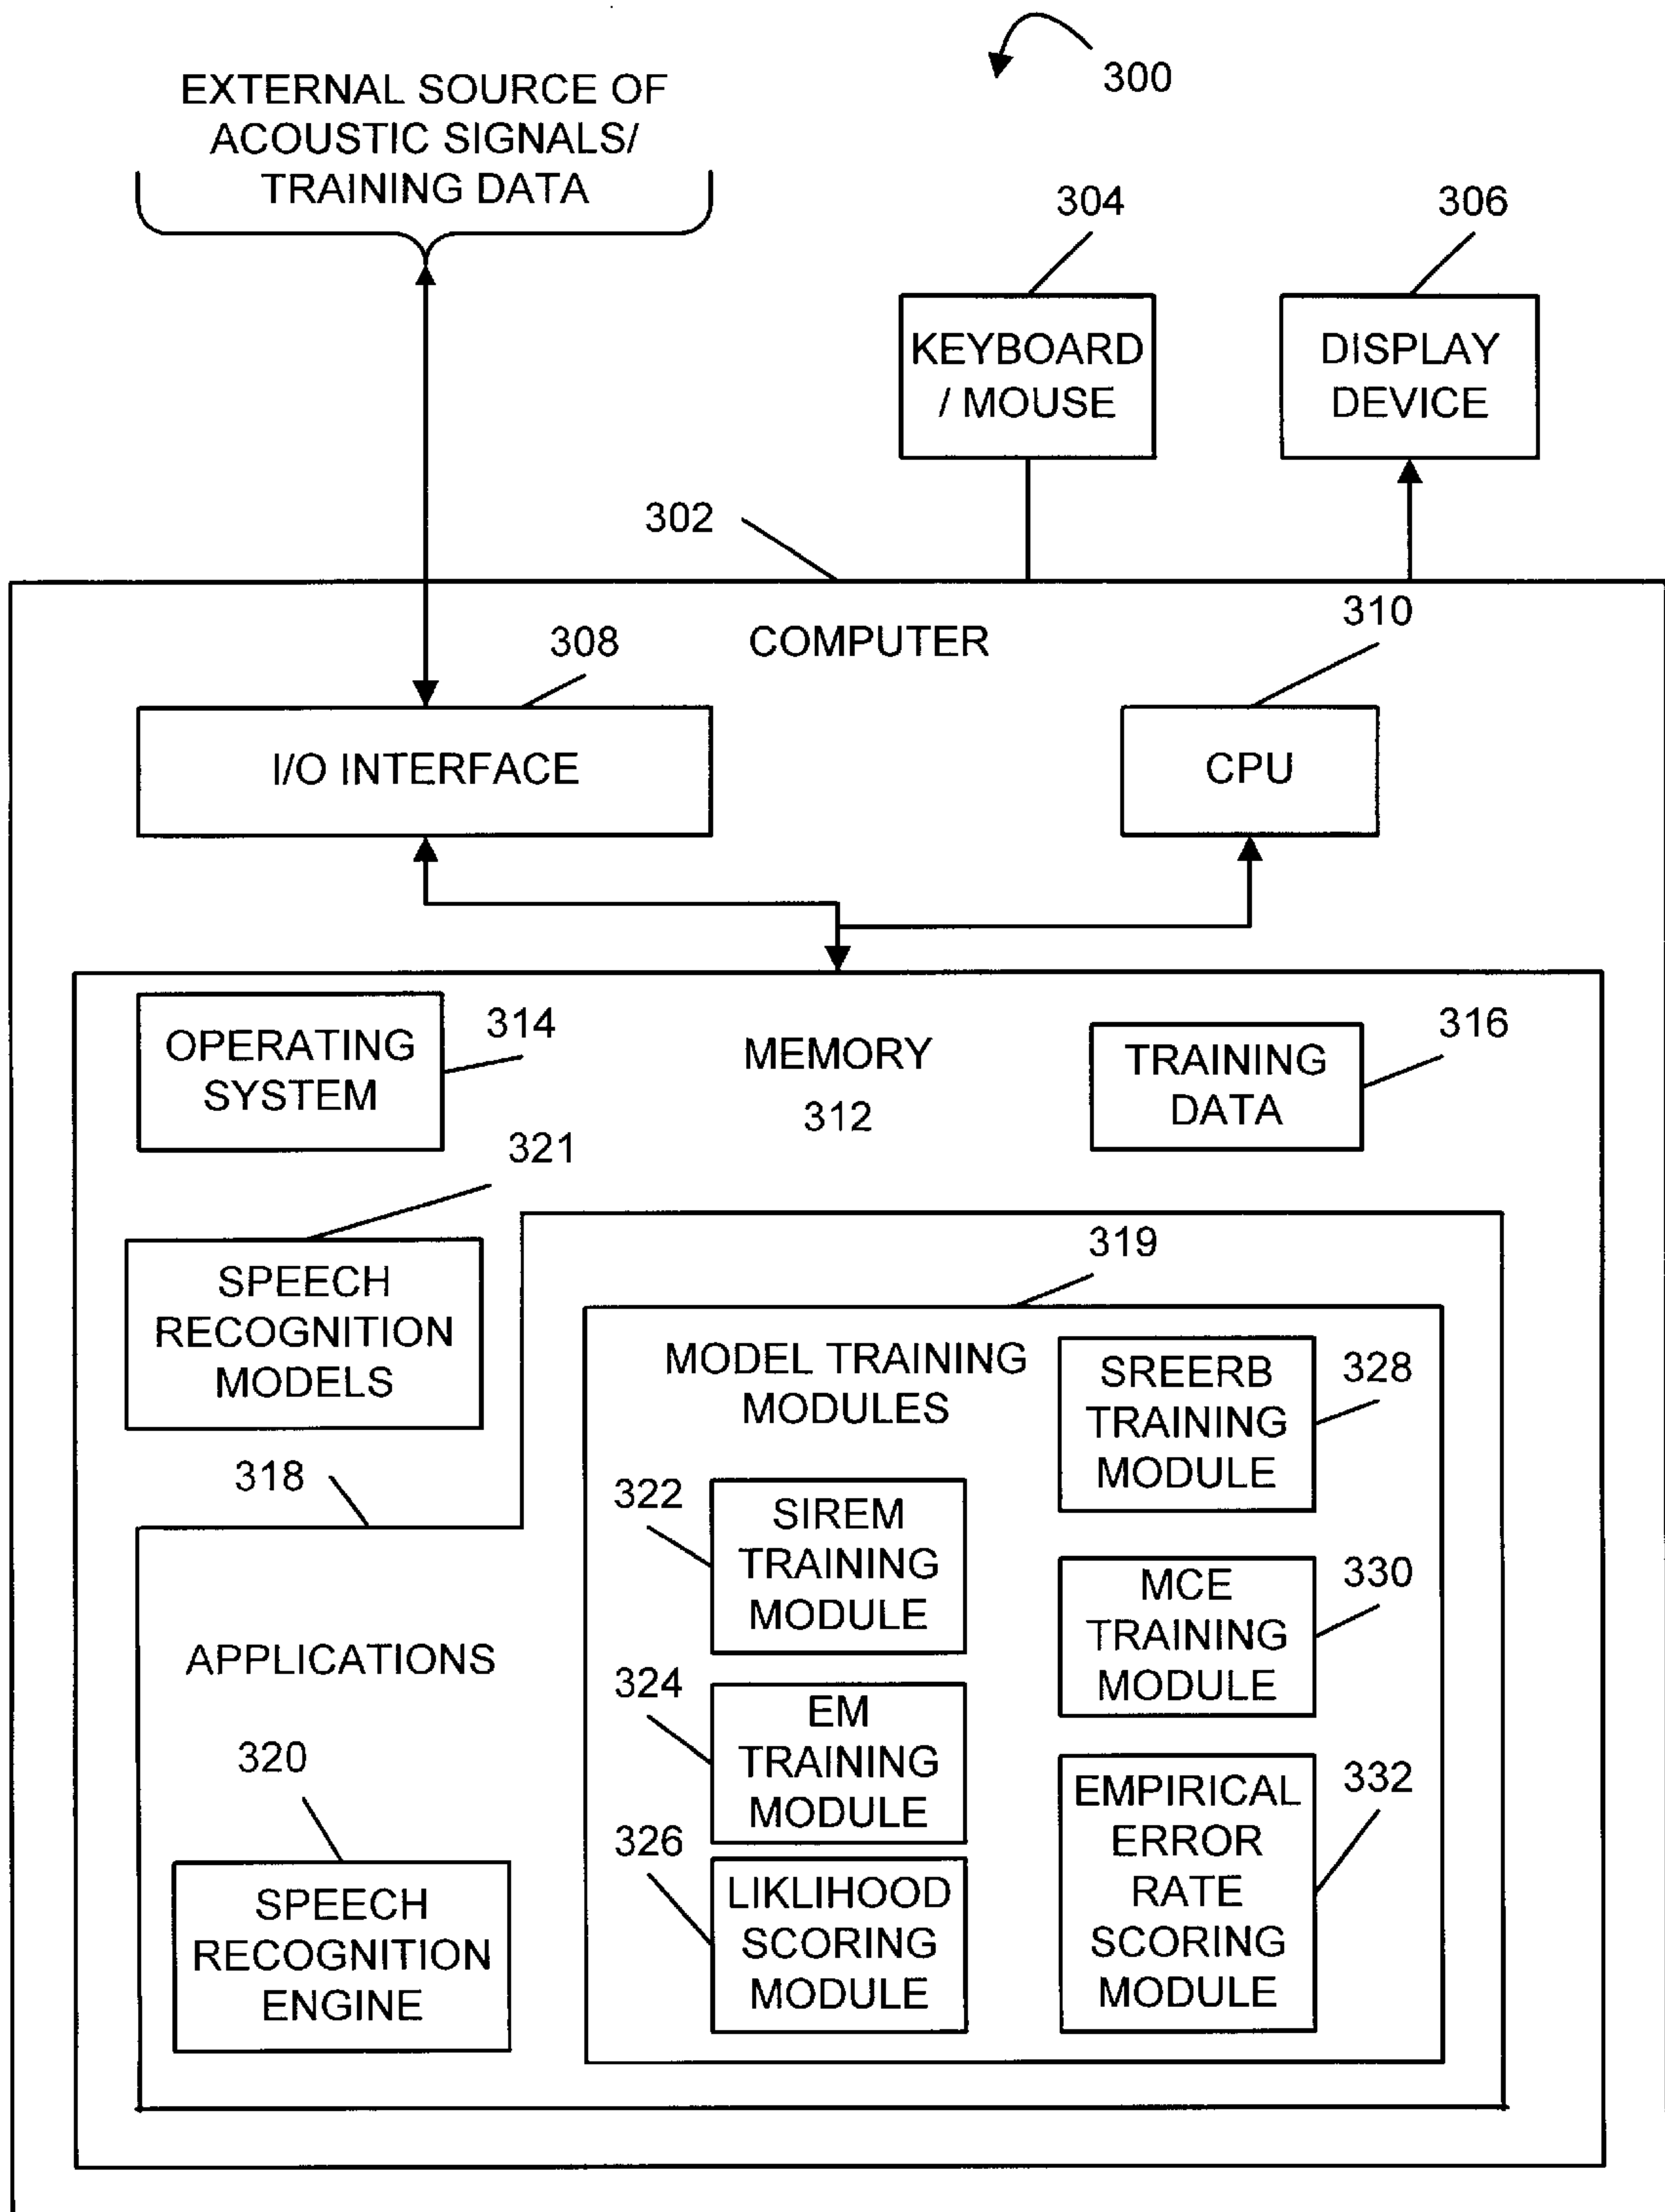 300
EXTERNAL SOURCE OF
ACOUSTIC SIGNALS/
TRAINING DATA
304
306
KEYBOARD
/ MOUSE
DISPLAY
DEVICE
302
COMPUTER
308
310
I/O INTERFACE
CPU
OPERATING
SYSTEM
314
MEMORY
312
TRAINING
DATA
316
321
SPEECH
RECOGNITION
MODELS
319
MODEL TRAINING
MODULES
SREERB
TRAINING
MODULE
328
318
322
SIREM
TRAINING
MODULE
MCE
TRAINING
MODULE
330
APPLICATIONS
324
EM
TRAINING
MODULE
320
SPEECH
RECOGNITION
ENGINE
326
LIKLIHOOD
SCORING
MODULE
EMPIRICAL
ERROR
RATE
SCORING
MODULE
332